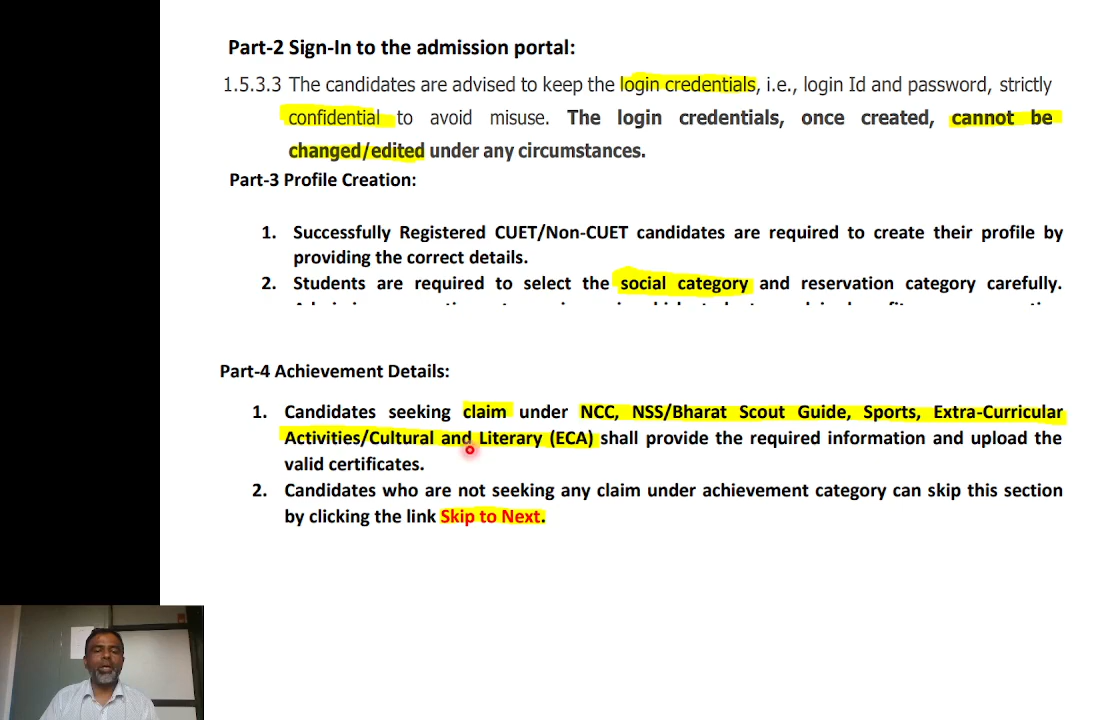 Part-2 Sign-In to the admission portal:
1.5.3.3 The candidates are advised to keep the login credentials, i.e., login Id and password, strictly
confidential to avoid misuse. The login credentials, once created, cannot be
changed/edited under any circumstances.
Part-3 Profile Creation:
1. Successfully Registered CUET/Non-CUET candidates are required to create their profile by
providing the correct details.
2. Students are required to select the social category and reservation category carefully.
Part-4 Achievement Details:
1. Candidates seeking claim under NCC, NSS/Bharat Scout Guide, Sports, Extra-Curricular
Activities/Cultural and Literary (ECA) shall provide the required information and upload the
valid certificates.
2. Candidates who are not seeking any claim under achievement category can skip this section
by clicking the link Skip to Next.